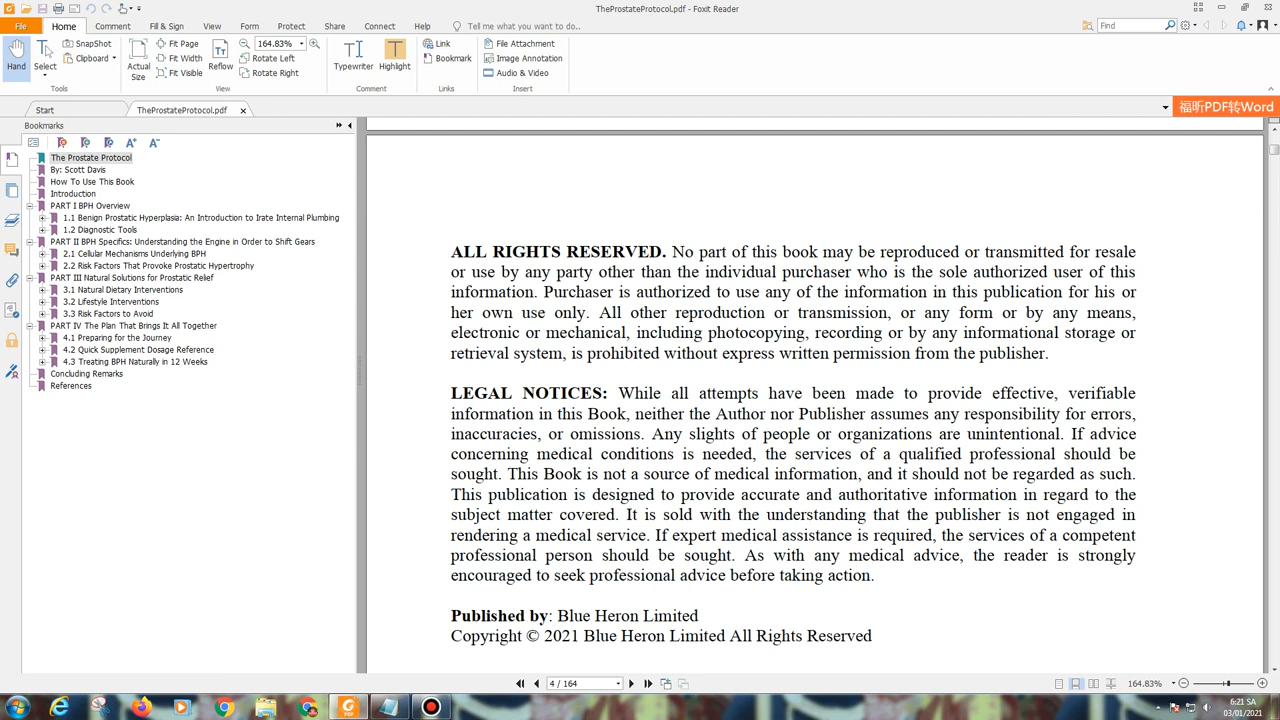 TheProstateProtocol.pdf - Foxit Reader
File Home Comment Fill & Sign View Form Protect Share Connect Help Tell me what you want to do... Find
Hand
Select
SnapShot
Clipboard
Actual Size
Fit Page
Fit Width
Fit Visible
Reflow
164.83%
Rotate Left
Rotate Right
Typewriter
Highlight
Link
Bookmark
File Attachment
Image Annotation
Audio & Video
Tools View Comment Links Insert
Start TheProstateProtocol.pdf 福昕PDF转Word
Bookmarks
The Prostate Protocol
By: Scott Davis
How To Use This Book
Introduction
PART I BPH Overview
1.1 Benign Prostatic Hyperplasia: An Introduction to Irate Internal Plumbing
1.2 Diagnostic Tools
PART II BPH Specifics: Understanding the Engine in Order to Shift Gears
2.1 Cellular Mechanisms Underlying BPH
2.2 Risk Factors That Provoke Prostatic Hypertrophy
PART III Natural Solutions for Prostatic Relief
3.1 Natural Dietary Interventions
3.2 Lifestyle Interventions
3.3 Risk Factors to Avoid
PART IV The Plan That Brings It All Together
4.1 Preparing for the Journey
4.2 Quick Supplement Dosage Reference
4.3 Treating BPH Naturally in 12 Weeks
Concluding Remarks
References
ALL RIGHTS RESERVED. No part of this book may be reproduced or transmitted for resale
or use by any party other than the individual purchaser who is the sole authorized user of this
information. Purchaser is authorized to use any of the information in this publication for his or
her own use only. All other reproduction or transmission, or any form or by any means,
electronic or mechanical, including photocopying, recording or by any informational storage or
retrieval system, is prohibited without express written permission from the publisher.
LEGAL NOTICES: While all attempts have been made to provide effective, verifiable
information in this Book, neither the Author nor Publisher assumes any responsibility for errors,
inaccuracies, or omissions. Any slights of people or organizations are unintentional. If advice
concerning medical conditions is needed, the services of a qualified professional should be
sought. This Book is not a source of medical information, and it should not be regarded as such.
This publication is designed to provide accurate and authoritative information in regard to the
subject matter covered. It is sold with the understanding that the publisher is not engaged in
rendering a medical service. If expert medical assistance is required, the services of a competent
professional person should be sought. As with any medical advice, the reader is strongly
encouraged to seek professional advice before taking action.
Published by: Blue Heron Limited
Copyright © 2021 Blue Heron Limited All Rights Reserved
4 / 164
164.83%
6:21 SA
03/01/2021